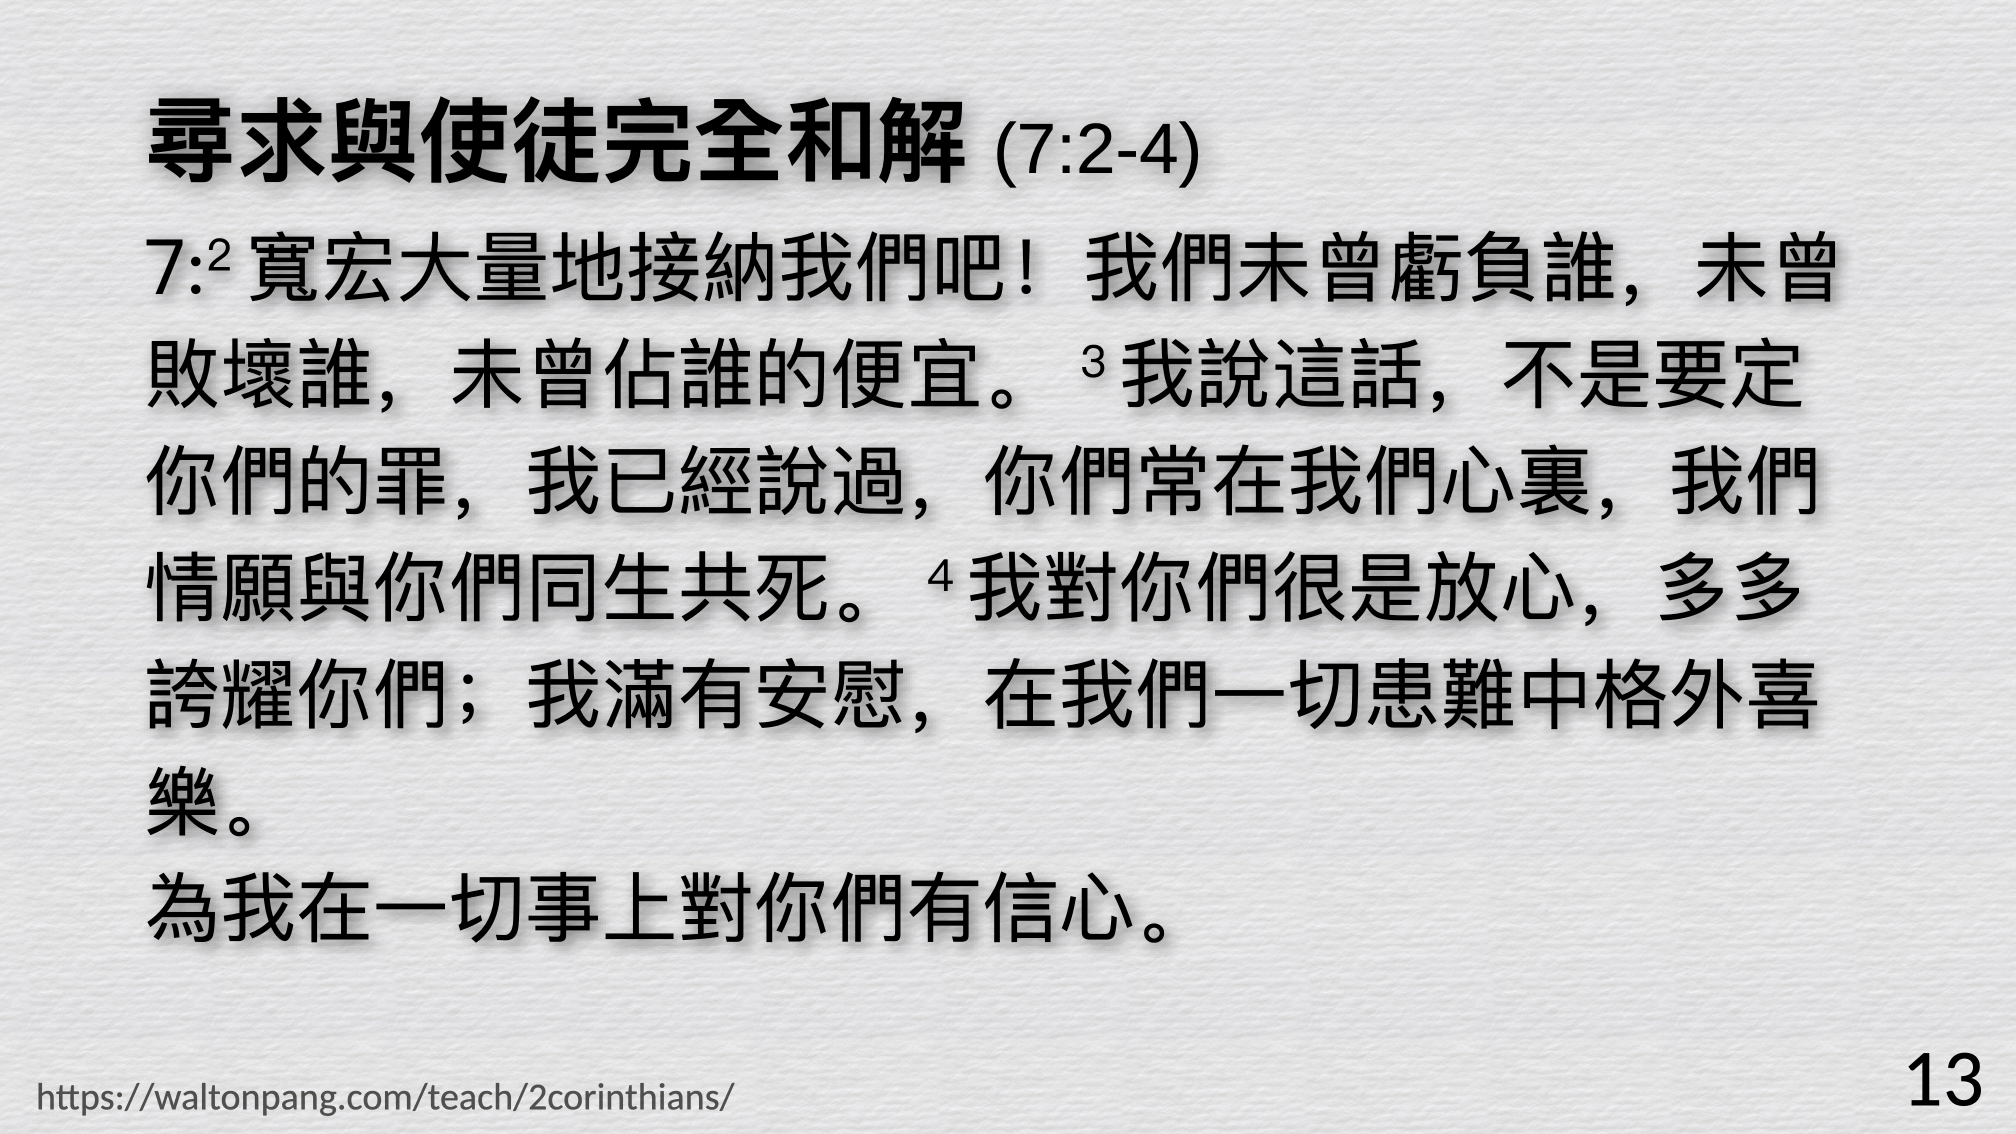 尋求與使徒完全和解 (7:2-4)
7:² 寬宏大量地接納我們吧！我們未曾虧負誰，未曾
敗壞誰，未曾佔誰的便宜。 ³ 我說這話，不是要定
你們的罪，我已經說過，你們常在我們心裏，我們
情願與你們同生共死。 ⁴ 我對你們很是放心，多多
誇耀你們；我滿有安慰，在我們一切患難中格外喜
樂。
為我在一切事上對你們有信心。
https://waltonpang.com/teach/2corinthians/
13